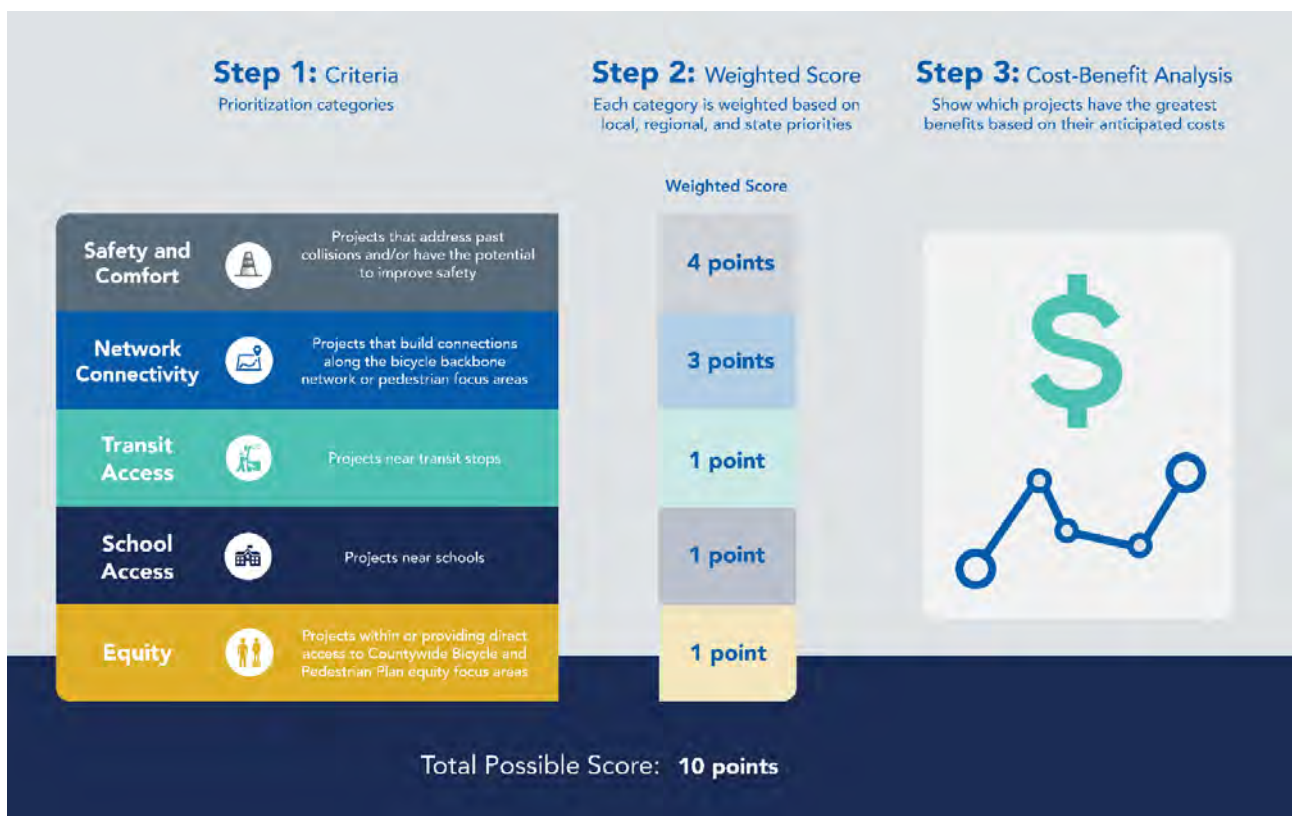 Step 1: Criteria
Prioritization categories
Step 2: Weighted Score
Each category is weighted based on
local, regional, and state priorities
Step 3: Cost-Benefit Analysis
Show which projects have the greatest
benefits based on their anticipated costs
Weighted Score
Safety and
Comfort
Projects that address past
collisions and/or have the potential
to improve safety
4 points
Network
Connectivity
Projects that build connections
along the bicycle backbone
network or pedestrian focus areas
3 points
Transit
Access
Projects near transit stops
1 point
School
Access
Projects near schools
1 point
Equity
Projects within or providing direct
access to Countywide Bicycle and
Pedestrian Plan equity focus areas
1 point
$
Total Possible Score: 10 points